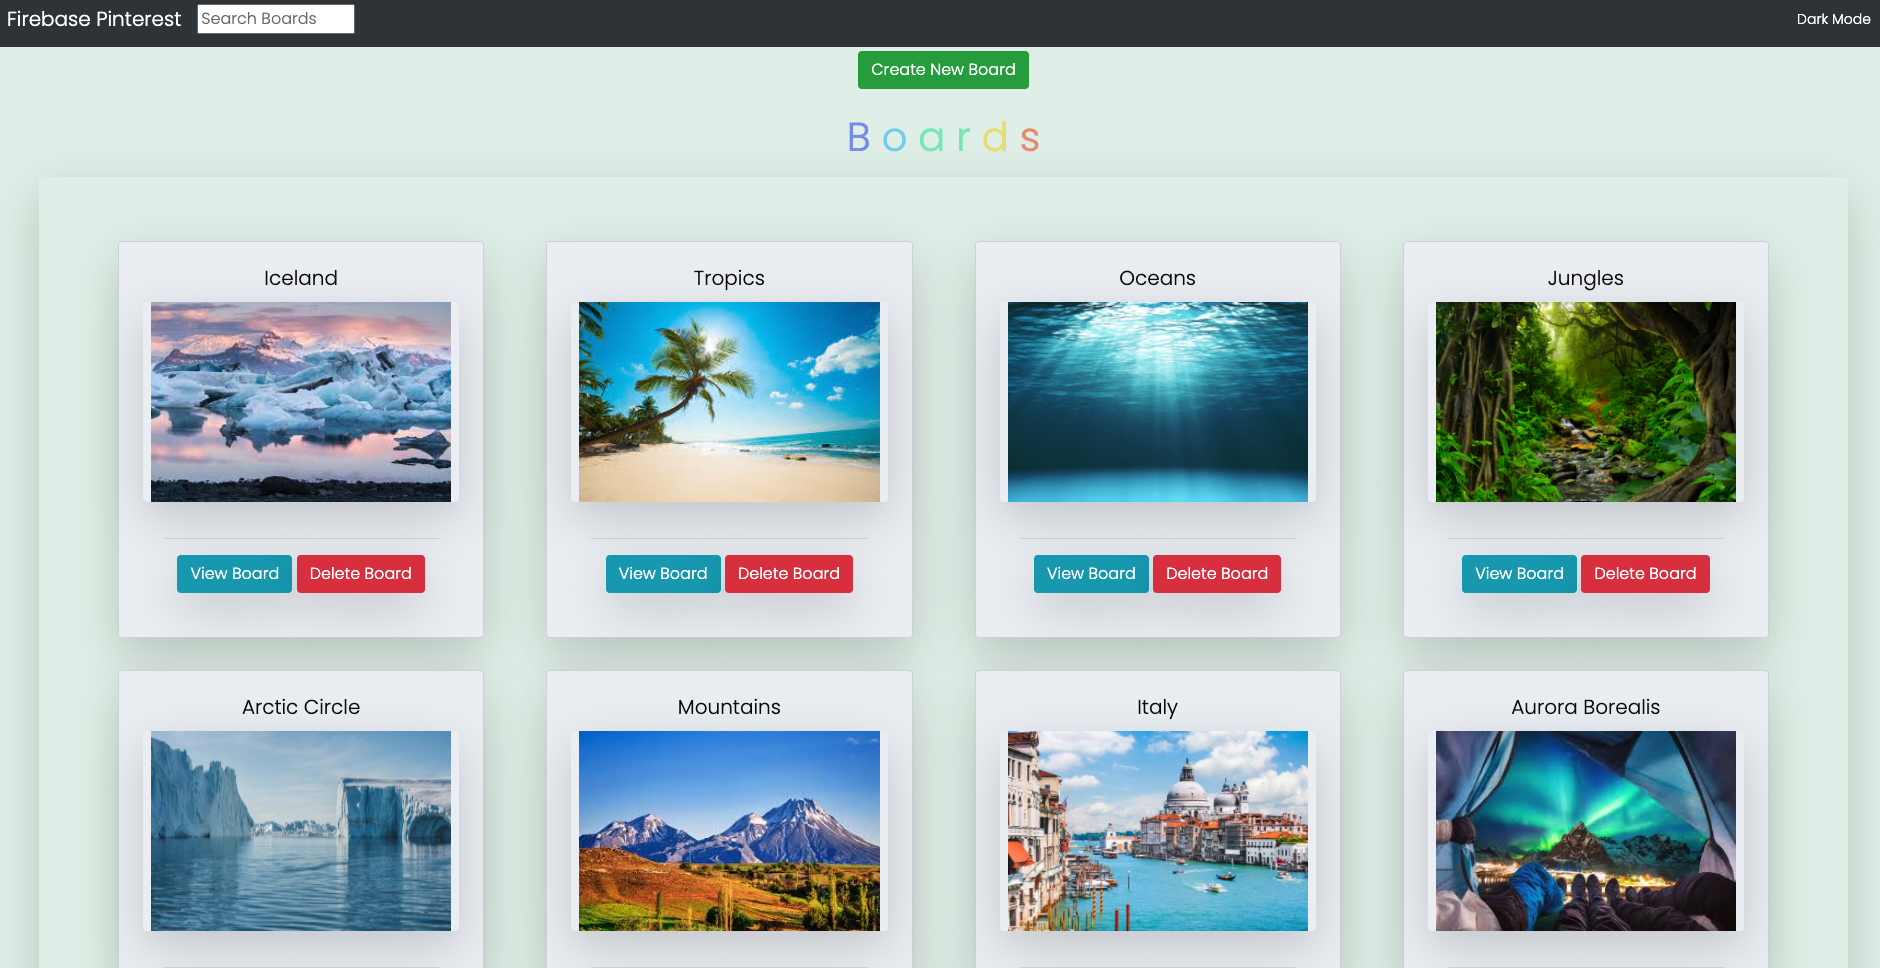 Firebase Pinterest Search Boards Dark Mode
Create New Board
Boards
Iceland Tropics Oceans Jungles
View Board Delete Board View Board Delete Board View Board Delete Board View Board Delete Board
Arctic Circle Mountains Italy Aurora Borealis